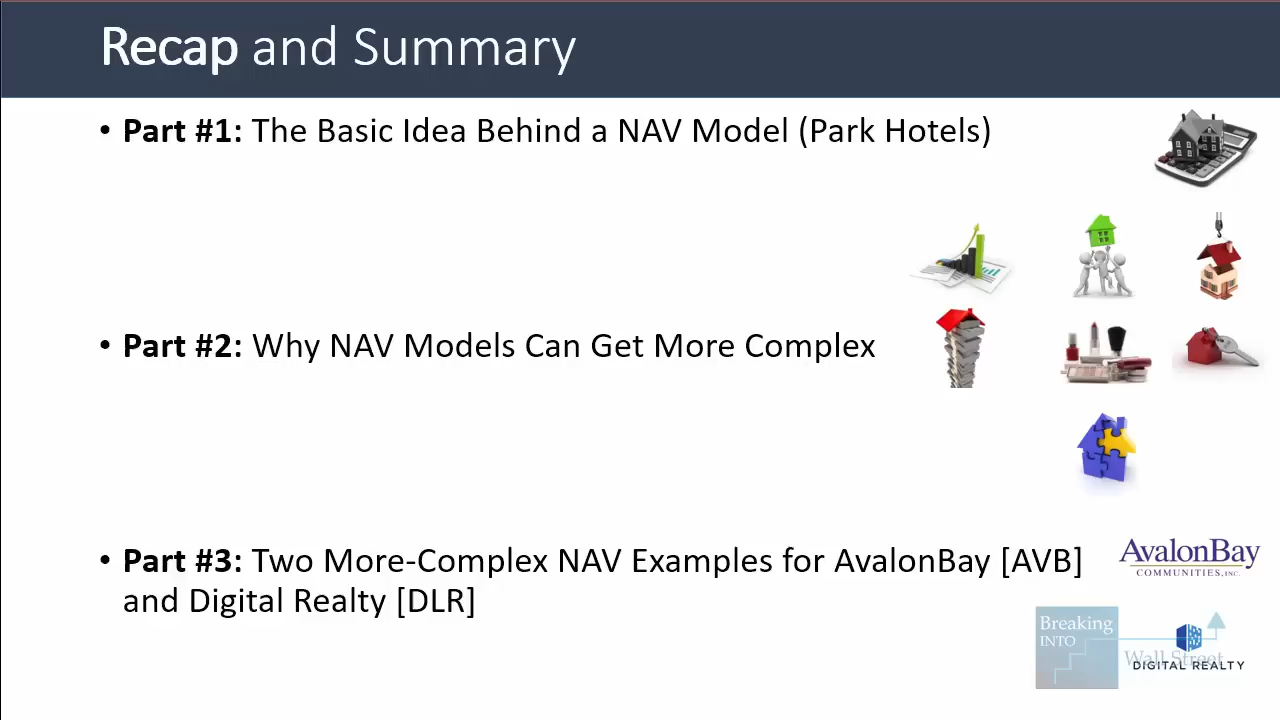 Recap and Summary
• Part #1: The Basic Idea Behind a NAV Model (Park Hotels)
• Part #2: Why NAV Models Can Get More Complex
• Part #3: Two More-Complex NAV Examples for AvalonBay [AVB]
and Digital Realty [DLR]
AvalonBay
COMMUNITIES, INC.
Breaking
INTO
Wall Street
DIGITAL REALTY